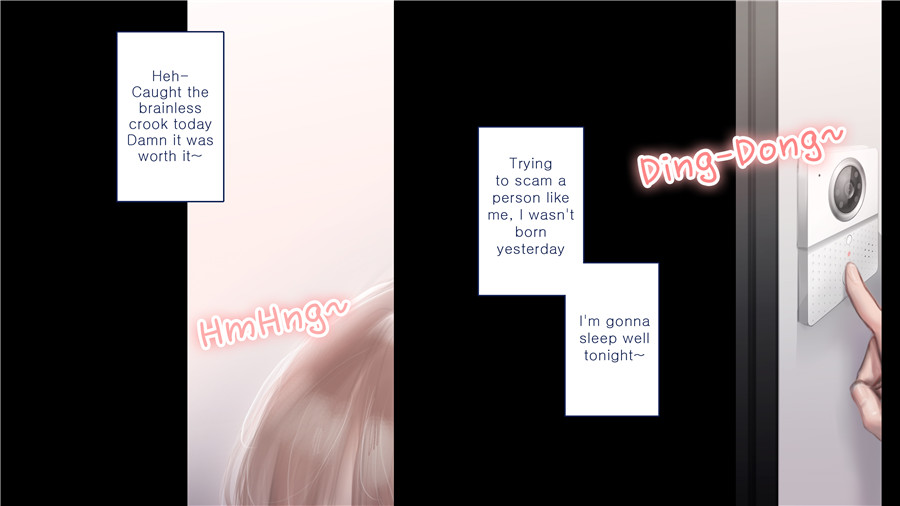 Heh-
Caught the
brainless
crook today
Damn it was
worth it~
HmHng~
Trying
to scam a
person like
me, I wasn't
born
yesterday
I'm gonna
sleep well
tonight~
Ding-Dong~